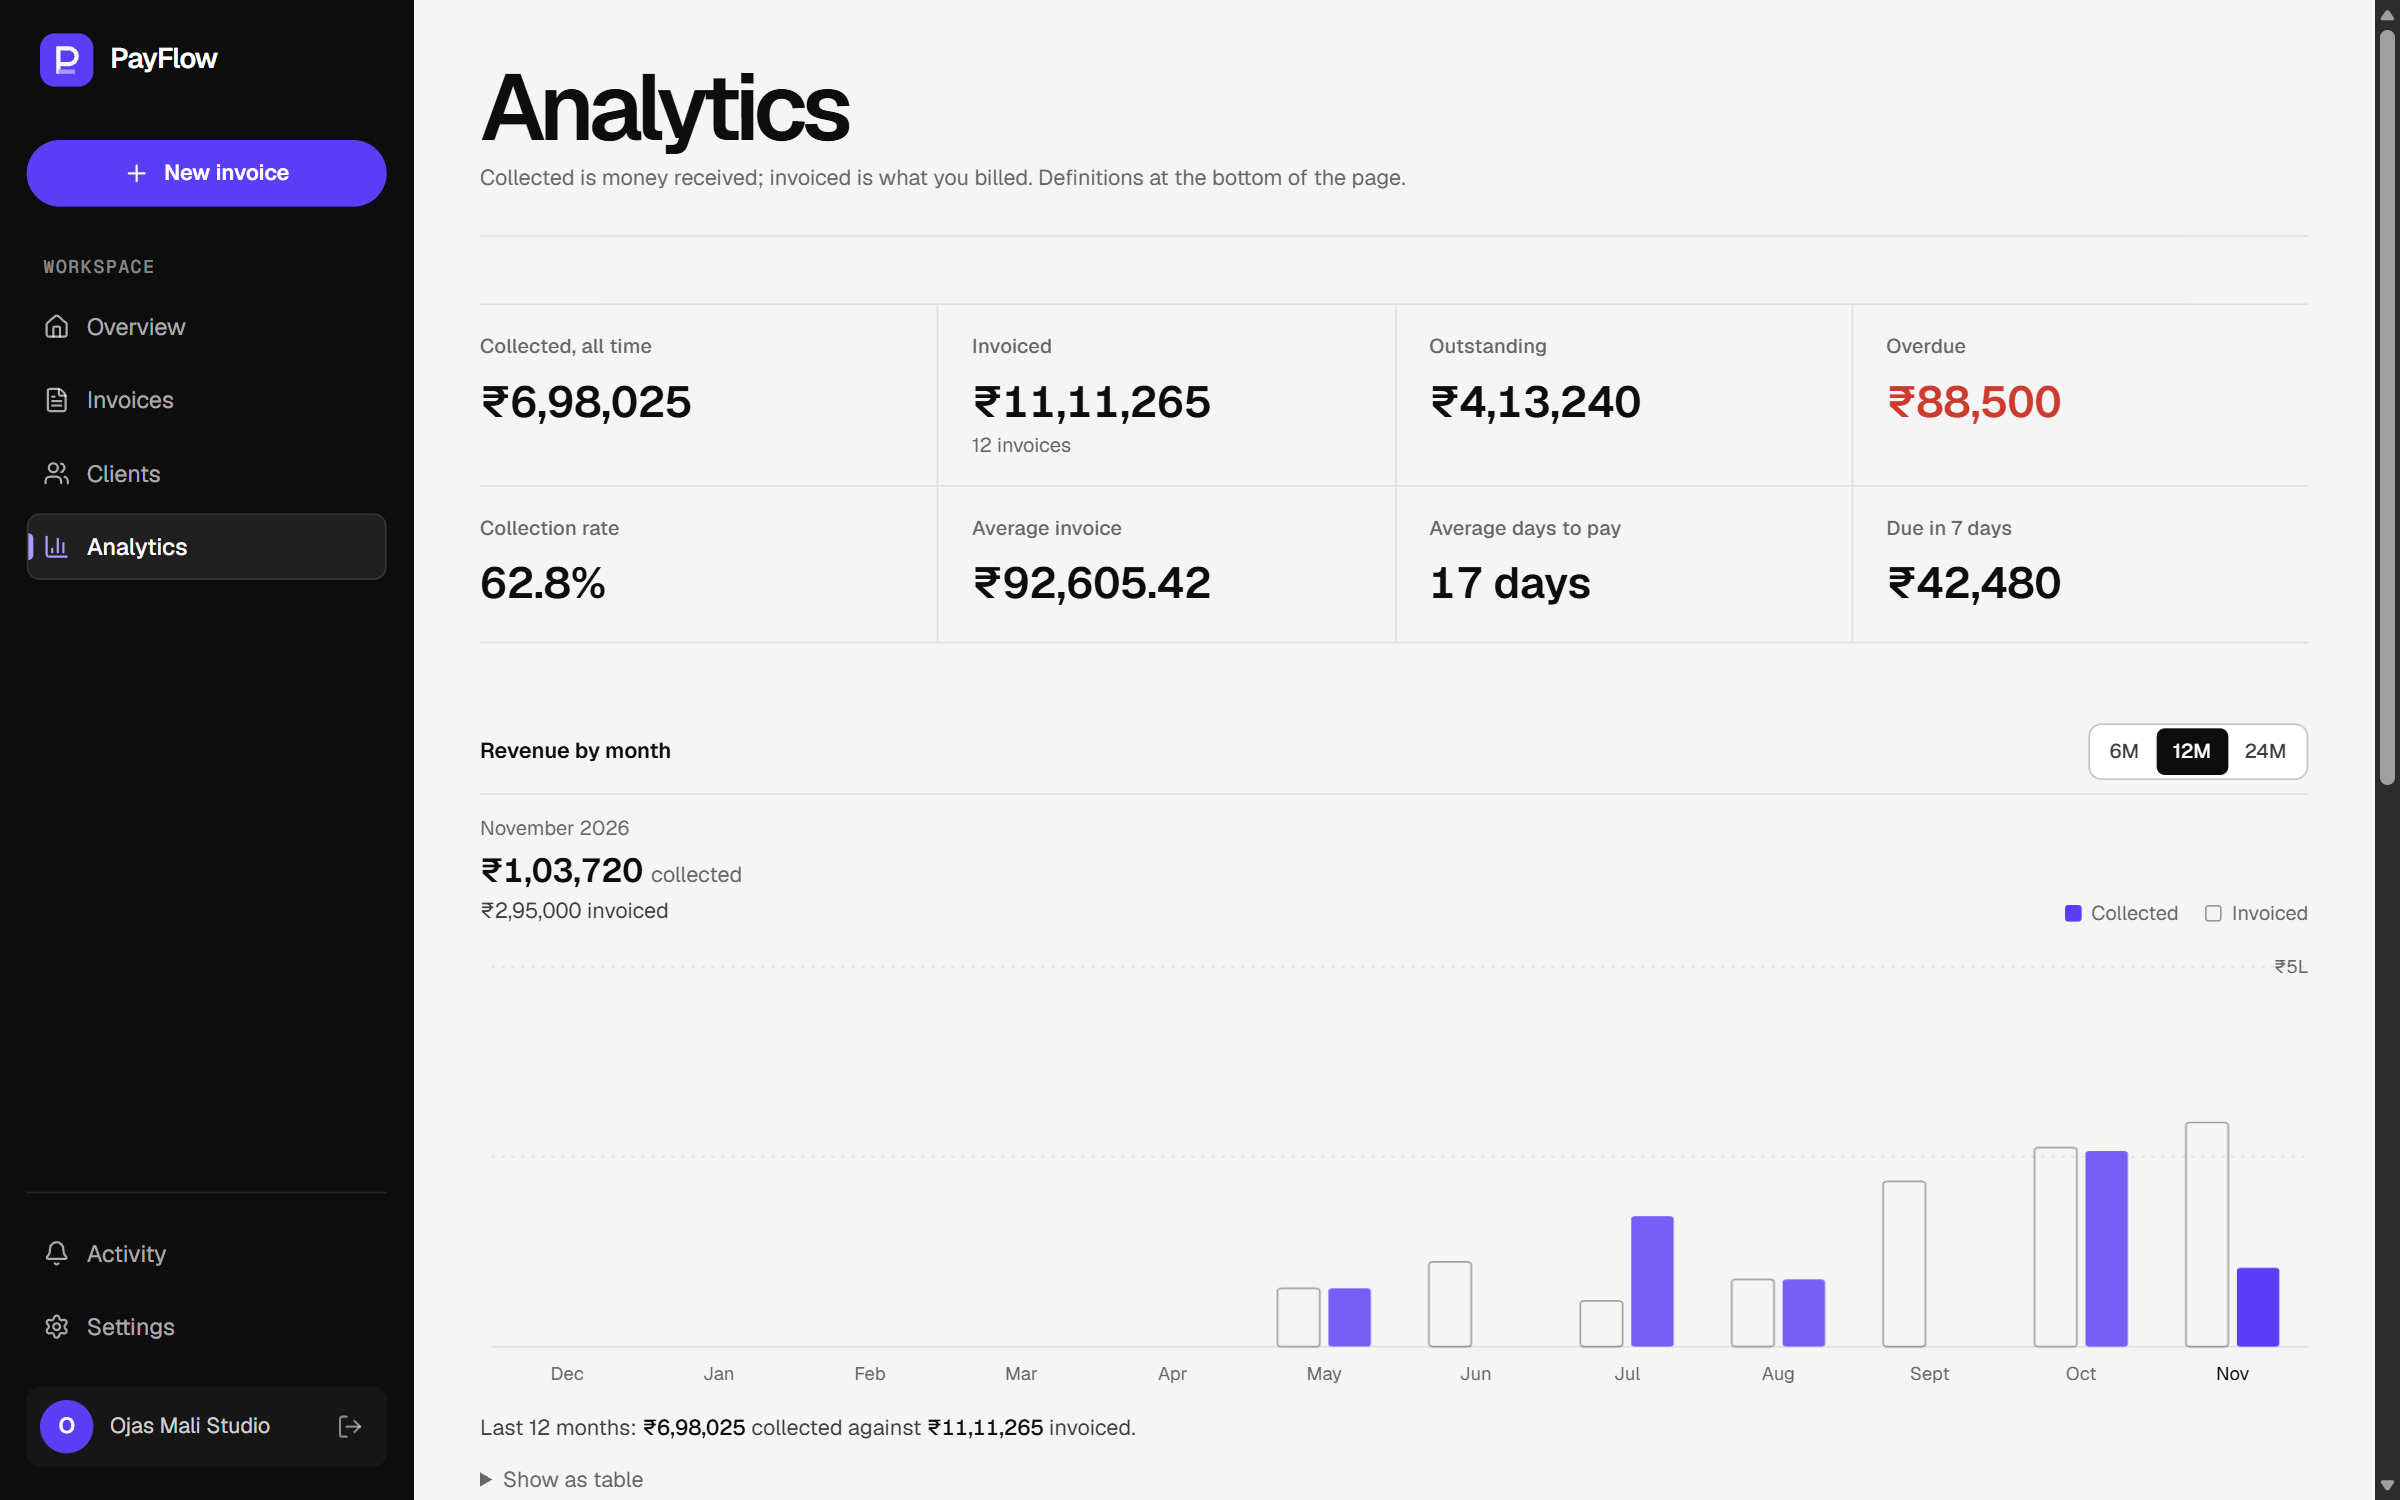 PayFlow
New invoice
WORKSPACE
Overview
Invoices
Clients
Analytics
Activity
Settings
O
Ojas Mali Studio
Analytics
Collected is money received; invoiced is what you billed. Definitions at the bottom of the page.
Collected, all time
₹6,98,025
Invoiced
₹11,11,265
12 invoices
Outstanding
₹4,13,240
Overdue
₹88,500
Collection rate
62.8%
Average invoice
₹92,605.42
Average days to pay
17 days
Due in 7 days
₹42,480
Revenue by month
6M 12M 24M
November 2026
₹1,03,720 collected
₹2,95,000 invoiced
Collected Invoiced
₹5L
Dec Jan Feb Mar Apr May Jun Jul Aug Sept Oct Nov
Last 12 months: ₹6,98,025 collected against ₹11,11,265 invoiced.
Show as table